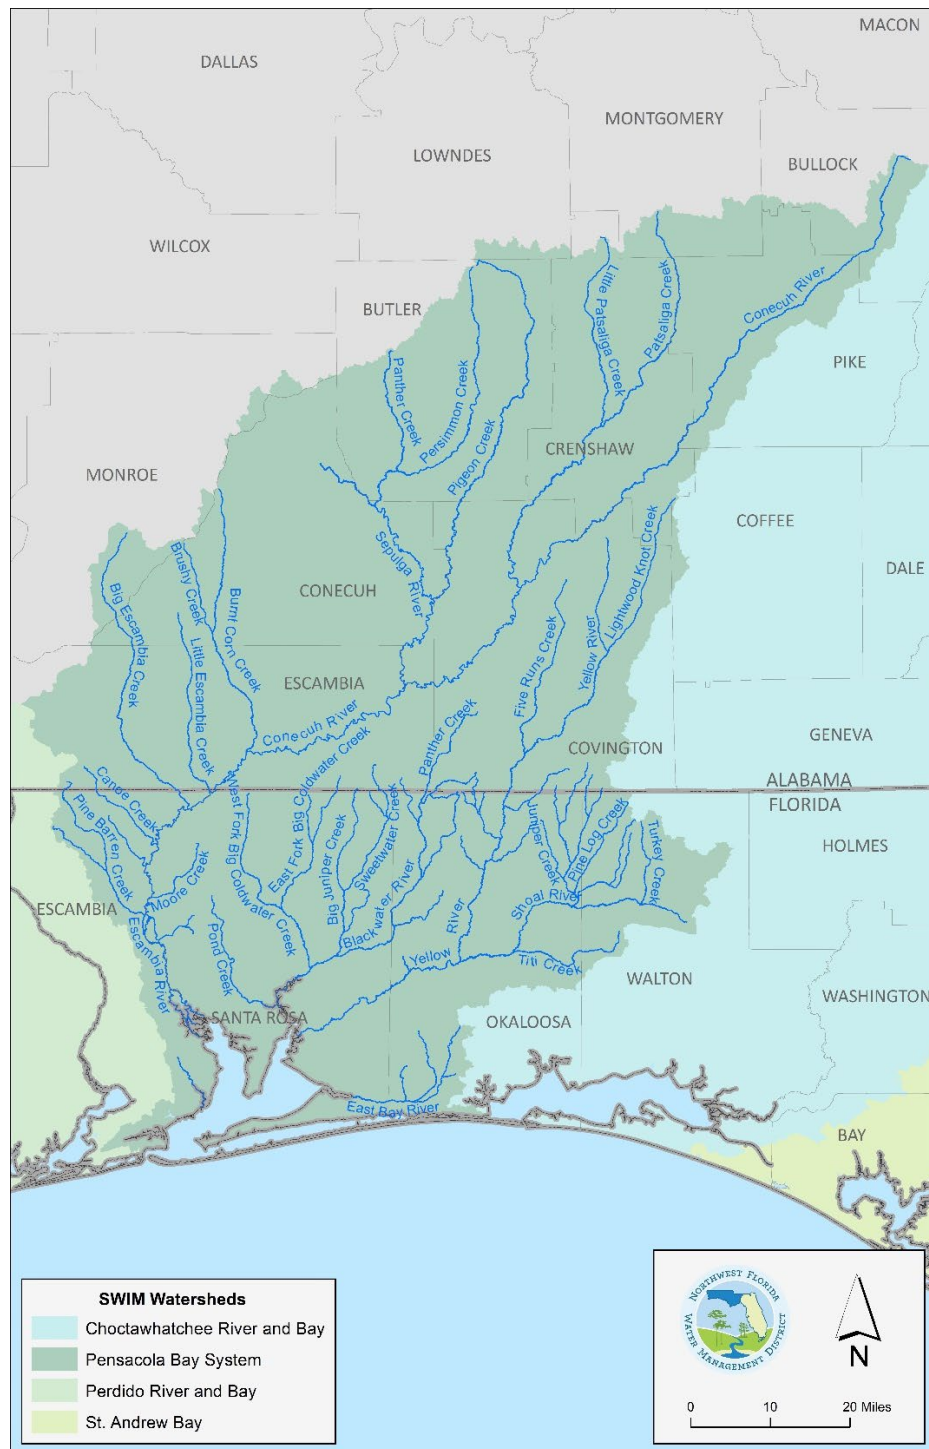 MACON
DALLAS
MONTGOMERY
LOWNDES
BULLOCK
WILCOX
BUTLER
Little Patsaliga Creek
Patsaliga Creek
Conecuh River
PIKE
Panther Creek
Persimmon Creek
Pigeon Creek
CRENSHAW
MONROE
COFFEE
Sepulga River
Lightwood Knot Creek
DALE
Big Escambia Creek
Brushy Creek
Burnt Corn Creek
CONECUH
Little Escambia Creek
Five Runs Creek
Yellow River
ESCAMBIA
Conecuh River
Panther Creek
COVINGTON
GENEVA
ALABAMA
FLORIDA
Canoe Creek
Pine Barren Creek
West Fork Big Coldwater Creek
East Fork Big Coldwater Creek
Big Juniper Creek
Sweetwater Creek
Juniper Creek
Pine Log Creek
Turkey Creek
HOLMES
Moore Creek
ESCAMBIA
Escambia River
Pond Creek
Blackwater River
Yellow River
Shoal River
Titi Creek
WALTON
WASHINGTON
SANTA ROSA
OKALOOSA
East Bay River
BAY
SWIM Watersheds
Choctawhatchee River and Bay
Pensacola Bay System
Perdido River and Bay
St. Andrew Bay
NORTHWEST FLORIDA
WATER MANAGEMENT DISTRICT
N
0 10 20 Miles